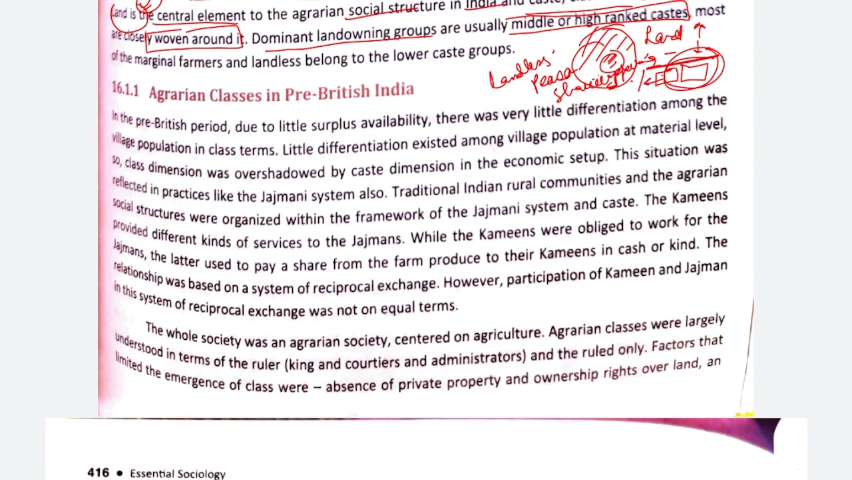 Land is the central element to the agrarian social structure in India and
are closely woven around it. Dominant landowning groups are usually middle or high ranked castes, most
of the marginal farmers and landless belong to the lower caste groups.
Land
Landless
16.1.1 Agrarian Classes in Pre-British India
In the pre-British period, due to little surplus availability, there was very little differentiation among the
village population in class terms. Little differentiation existed among village population at material level,
so, class dimension was overshadowed by caste dimension in the economic setup. This situation was
reflected in practices like the Jajmani system also. Traditional Indian rural communities and the agrarian
social structures were organized within the framework of the Jajmani system and caste. The Kameens
provided different kinds of services to the Jajmans. While the Kameens were obliged to work for the
Jajmans, the latter used to pay a share from the farm produce to their Kameens in cash or kind. The
relationship was based on a system of reciprocal exchange. However, participation of Kameen and Jajman
in this system of reciprocal exchange was not on equal terms.
The whole society was an agrarian society, centered on agriculture. Agrarian classes were largely
understood in terms of the ruler (king and courtiers and administrators) and the ruled only. Factors that
limited the emergence of class were – absence of private property and ownership rights over land, an
416 • Essential Sociology